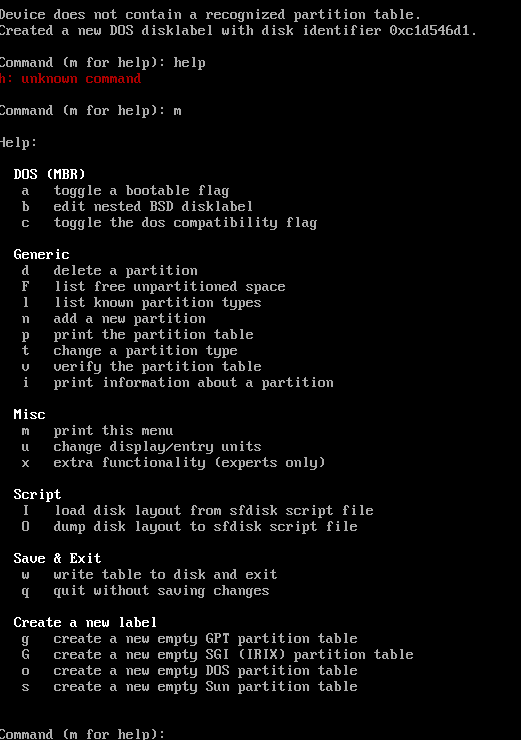 Device does not contain a recognized partition table.
Created a new DOS disklabel with disk identifier 0xc1d546d1.
Command (m for help): help
h: unknown command
Command (m for help): m
Help:
DOS (MBR)
a toggle a bootable flag
b edit nested BSD disklabel
c toggle the dos compatibility flag
Generic
d delete a partition
F list free unpartitioned space
l list known partition types
n add a new partition
p print the partition table
t change a partition type
v verify the partition table
i print information about a partition
Misc
m print this menu
u change display/entry units
x extra functionality (experts only)
Script
I load disk layout from sfdisk script file
O dump disk layout to sfdisk script file
Save & Exit
w write table to disk and exit
q quit without saving changes
Create a new label
g create a new empty GPT partition table
G create a new empty SGI (IRIX) partition table
o create a new empty DOS partition table
s create a new empty Sun partition table
Command (m for help):